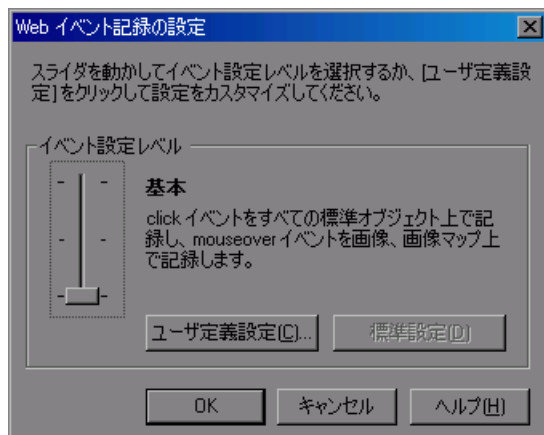 Web イベント記録の設定
スライダを動かしてイベント設定レベルを選択するか、[ユーザ定義設
定]をクリックして設定をカスタマイズしてください。
イベント設定レベル
基本
click イベントをすべての標準オブジェクト上で記
録し、mouseover イベントを画像、画像マップ上
で記録します。
ユーザ定義設定(C)...
標準設定(D)
OK
キャンセル
ヘルプ(H)